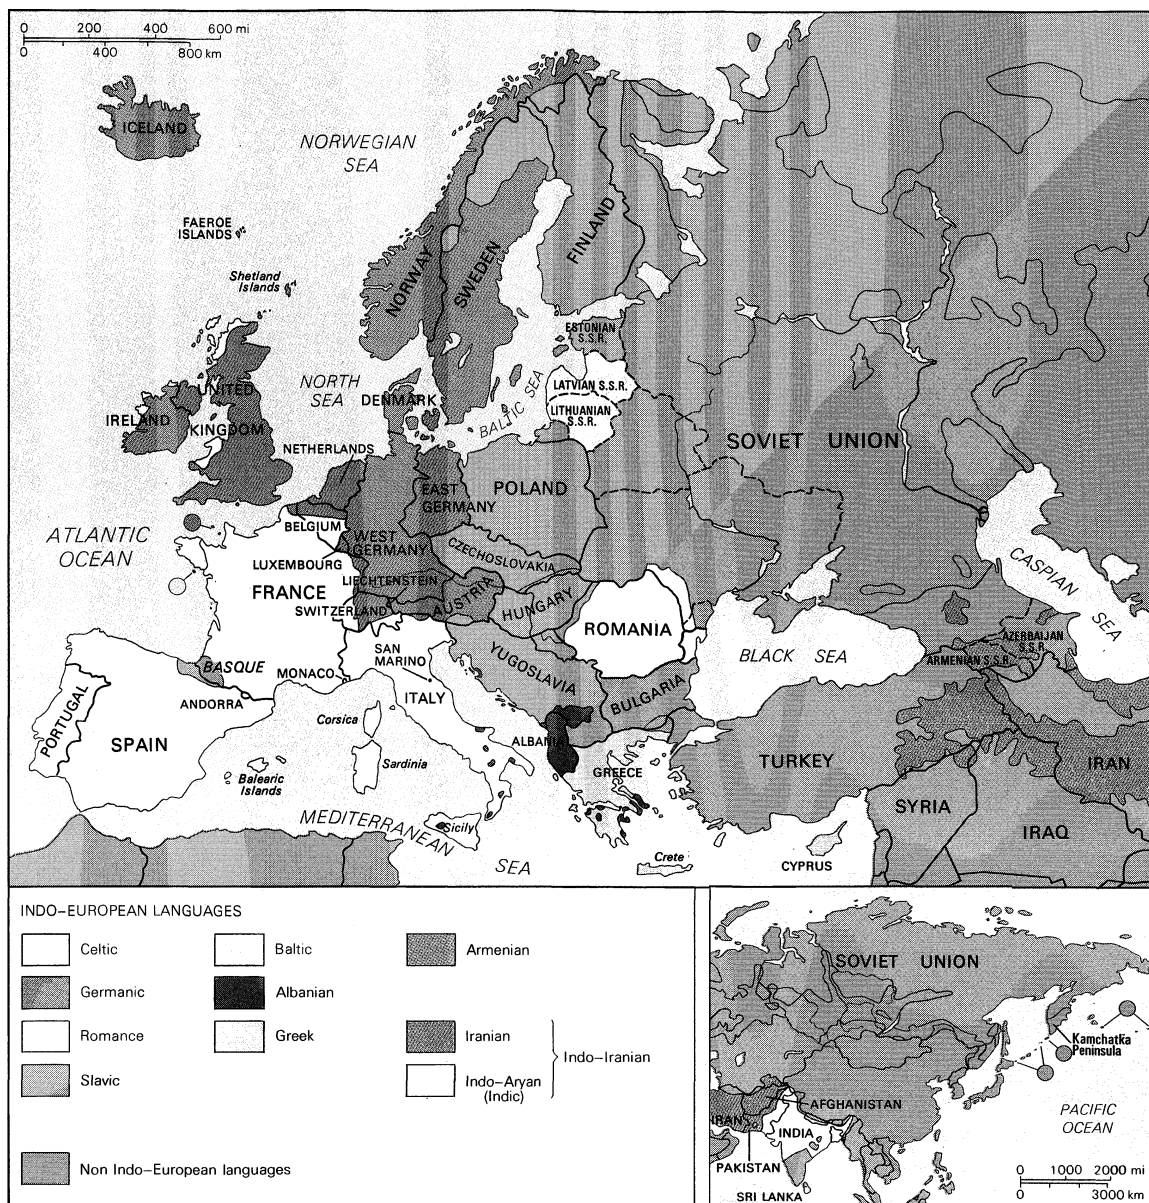 0 200 400 600 mi
0 200 400 600 800 km
ICELAND
NORWEGIAN
SEA
FAEROE
ISLANDS
Shetland
Islands
NORWAY
SWEDEN
FINLAND
ESTONIAN
S.S.R.
LATVIAN S.S.R.
LITHUANIAN
S.S.R.
NORTH
SEA
DENMARK
BALTIC SEA
UNITED
KINGDOM
IRELAND
NETHERLANDS
SOVIET UNION
EAST
GERMANY
POLAND
ATLANTIC
OCEAN
BELGIUM
WEST
GERMANY
CZECHOSLOVAKIA
LUXEMBOURG
LIECHTENSTEIN
FRANCE
SWITZERLAND
AUSTRIA
HUNGARY
ROMANIA
CASPIAN
SEA
BASQUE
MONACO
SAN
MARINO
YUGOSLAVIA
BLACK SEA
AZERBAIJAN
S.S.R.
ARMENIAN S.S.R.
ANDORRA
ITALY
BULGARIA
PORTUGAL
SPAIN
Corsica
Sardinia
Balearic
Islands
ALBANIA
GREECE
TURKEY
IRAN
SYRIA
IRAQ
MEDITERRANEAN
SEA
Sicily
Crete
CYPRUS
INDO-EUROPEAN LANGUAGES
Celtic
Germanic
Romance
Slavic
Baltic
Albanian
Greek
Armenian
Iranian
Indo-Aryan
(Indic)
Indo-Iranian
Non Indo-European languages
SOVIET UNION
Kamchatka
Peninsula
AFGHANISTAN
IRAN
INDIA
PAKISTAN
SRI LANKA
PACIFIC
OCEAN
0 1000 2000 mi
0 3000 km